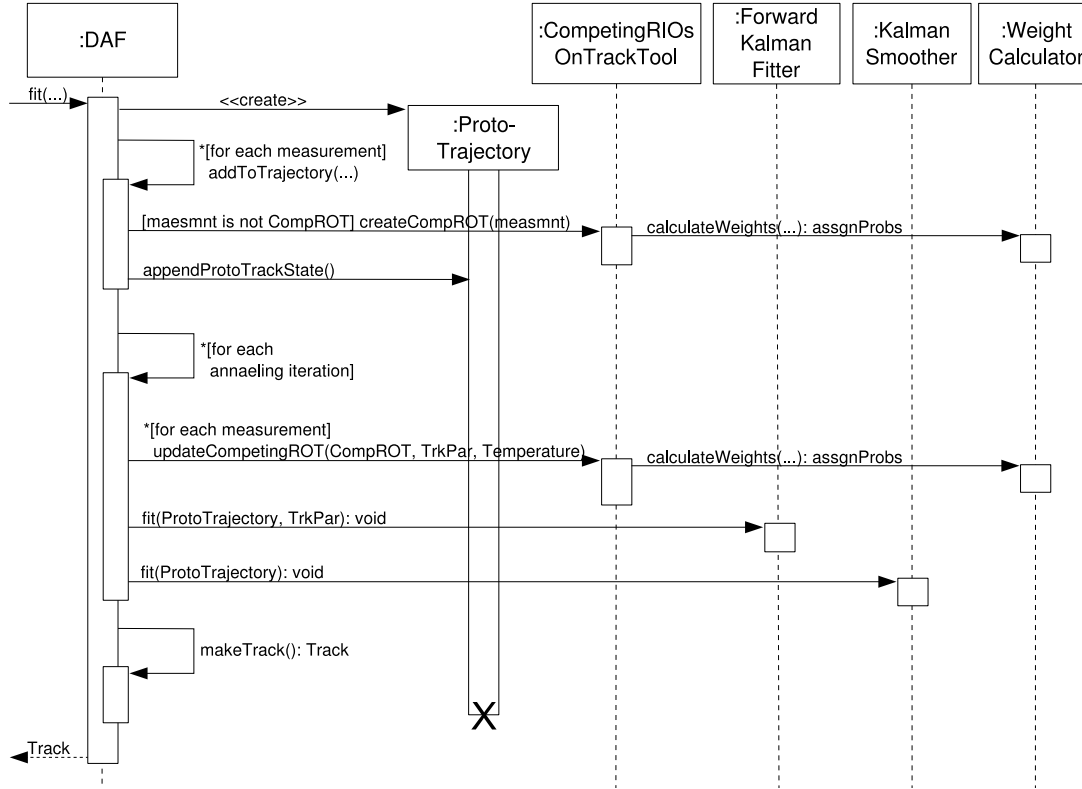 :DAF
:CompetingRIOs
OnTrackTool
:Forward
Kalman
Fitter
:Kalman
Smoother
:Weight
Calculator
fit(...)
<<create>>
:Proto-
Trajectory
*[for each measurement]
addToTrajectory(...)
[maesmnt is not CompROT] createCompROT(measmnt)
calculateWeights(...): assgnProbs
appendProtoTrackState()
*[for each
annaeling iteration]
*[for each measurement]
updateCompetingROT(CompROT, TrkPar, Temperature)
calculateWeights(...): assgnProbs
fit(ProtoTrajectory, TrkPar): void
fit(ProtoTrajectory): void
makeTrack(): Track
X
Track